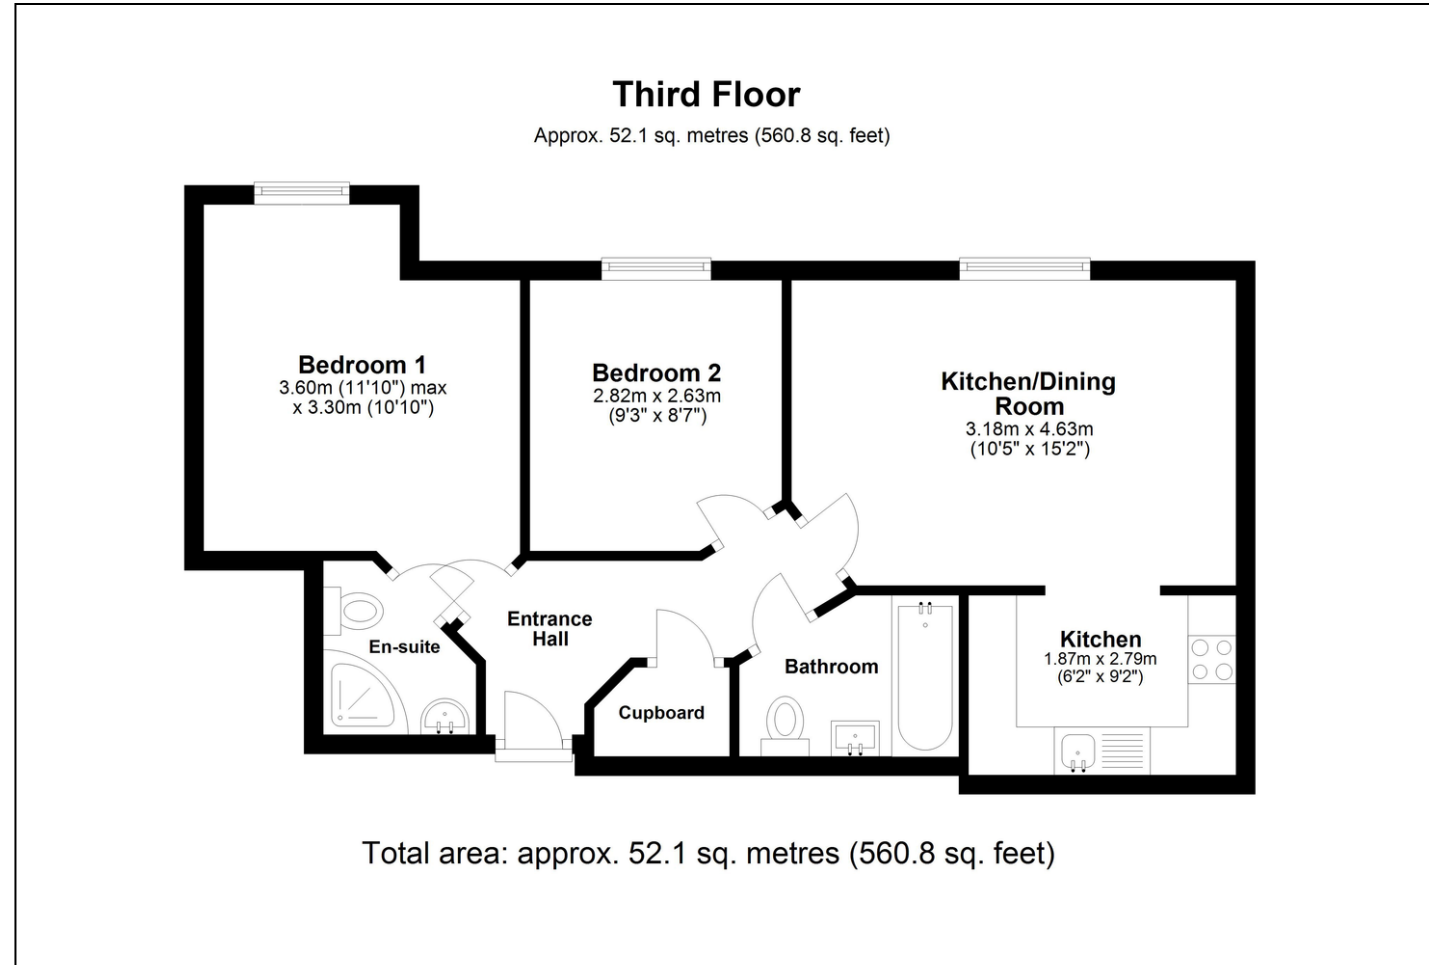 Third Floor
Approx. 52.1 sq. metres (560.8 sq. feet)
Bedroom 1
3.60m (11'10") max
x 3.30m (10'10")
Bedroom 2
2.82m x 2.63m
(9'3" x 8'7")
Kitchen/Dining
Room
3.18m x 4.63m
(10'5" x 15'2")
En-suite
Entrance
Hall
Cupboard
Bathroom
Kitchen
1.87m x 2.79m
(6'2" x 9'2")
Total area: approx. 52.1 sq. metres (560.8 sq. feet)